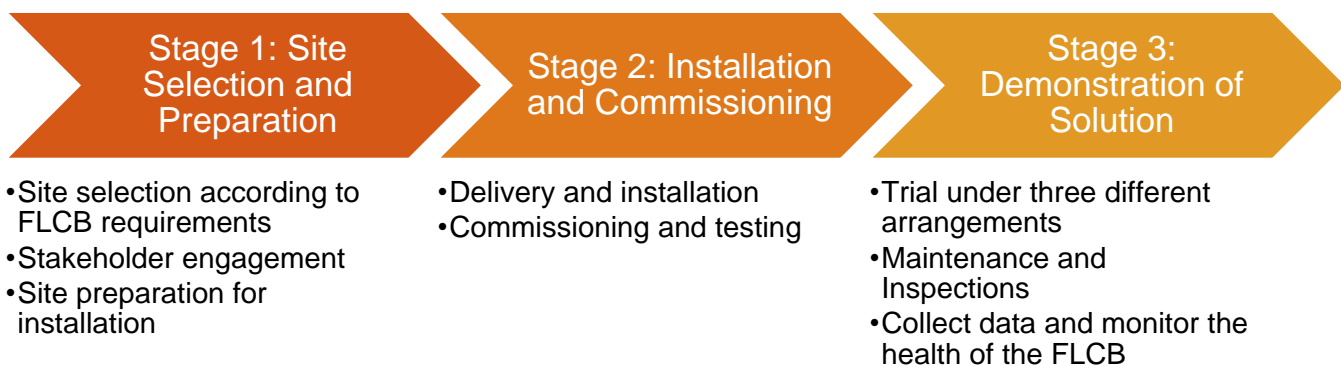 Stage 1: Site
Selection and
Preparation
•Site selection according to
FLCB requirements
•Stakeholder engagement
•Site preparation for
installation
Stage 2: Installation
and Commissioning
•Delivery and installation
•Commissioning and testing
Stage 3:
Demonstration of
Solution
•Trial under three different
arrangements
•Maintenance and
Inspections
•Collect data and monitor the
health of the FLCB